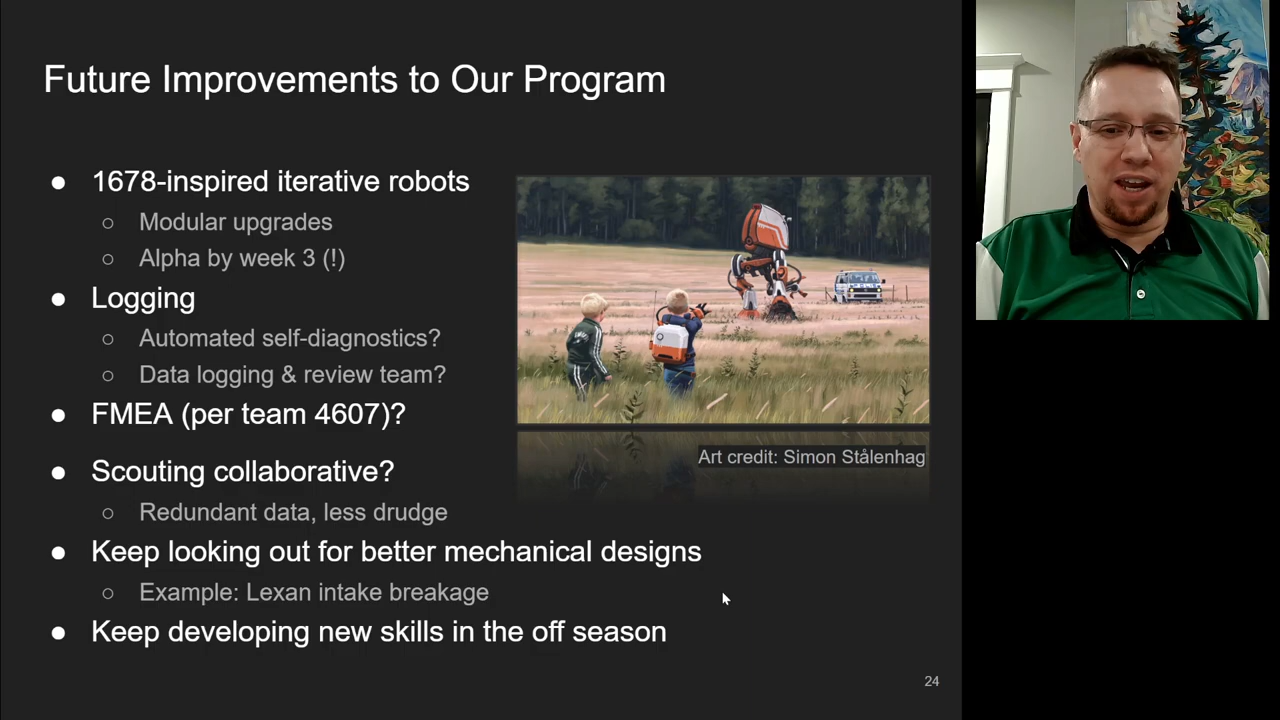 Future Improvements to Our Program
● 1678-inspired iterative robots
○ Modular upgrades
○ Alpha by week 3 (!)
● Logging
○ Automated self-diagnostics?
○ Data logging & review team?
● FMEA (per team 4607)?
● Scouting collaborative?
○ Redundant data, less drudge
● Keep looking out for better mechanical designs
○ Example: Lexan intake breakage
● Keep developing new skills in the off season
Art credit: Simon Stålenhag
24